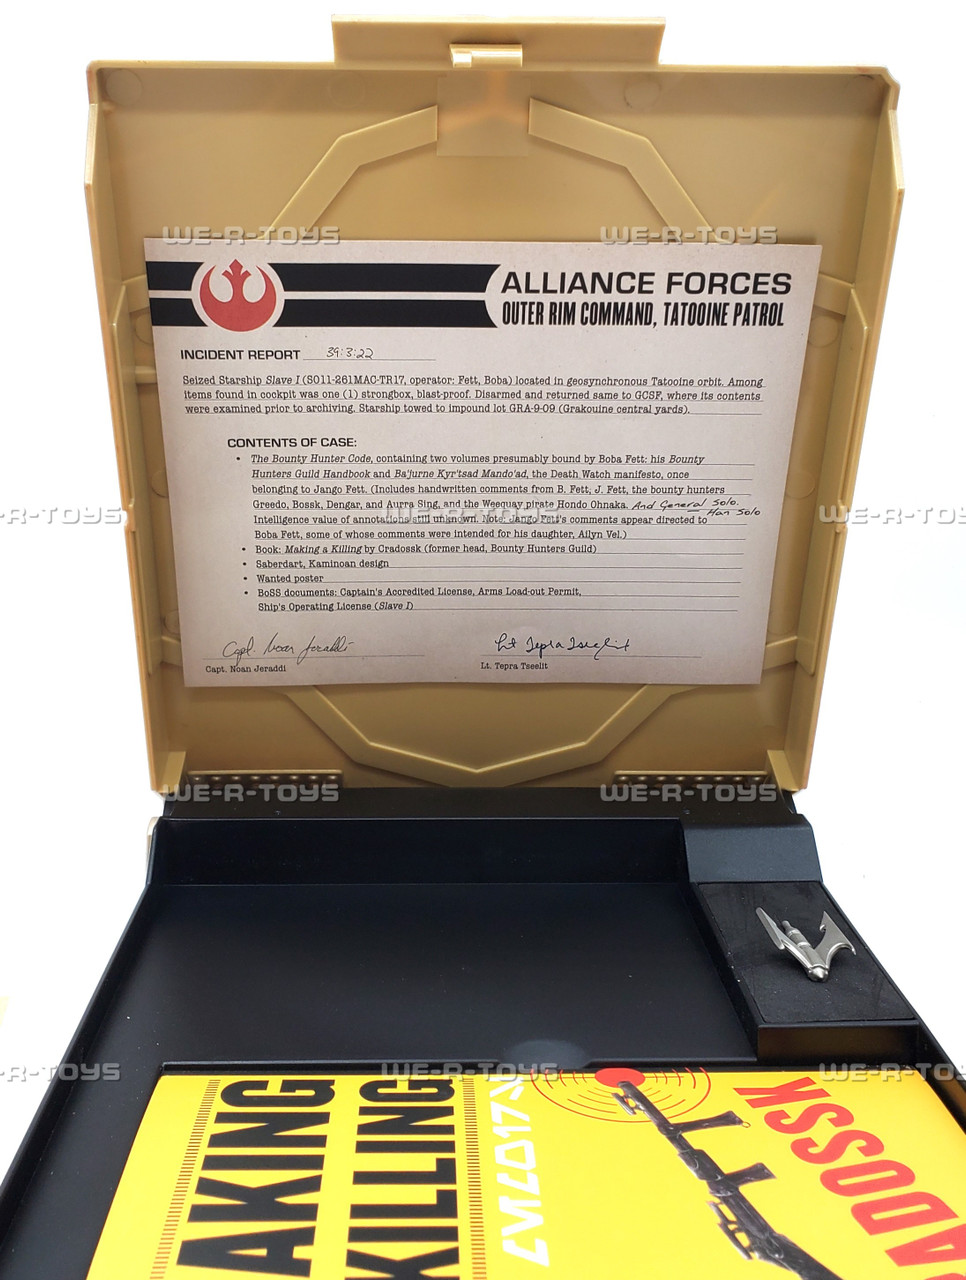 WE-R-TOYS WE-R-TOYS
ALLIANCE FORCES
OUTER RIM COMMAND, TATOOINE PATROL
INCIDENT REPORT 39:3:22
Seized Starship Slave I (S011-261MAC-TR17, operator: Fett, Boba) located in geosynchronous Tatooine orbit. Among
items found in cockpit was one (1) strongbox, blast-proof. Disarmed and returned same to GCSF, where its contents
were examined prior to archiving. Starship towed to impound lot GRA-9-09 (Grakouine central yards).
CONTENTS OF CASE:
• The Bounty Hunter Code, containing two volumes presumably bound by Boba Fett: his Bounty
Hunters Guild Handbook and Ba'jurne Kyr'tsad Mando'ad, the Death Watch manifesto, once
belonging to Jango Fett. (Includes handwritten comments from B. Fett, J. Fett, the bounty hunters
Greedo, Bossk, Dengar, and Aurra Sing, and the Weequay pirate Hondo Ohnaka. And General Solo.
Han Solo
-R-TOYS WE-R-TOYS WE-R-TO
Intelligence value of annotations still unknown. Note: Jango Fett's comments appear directed to
Boba Fett, some of whose comments were intended for his daughter, Ailyn Vel.)
• Book: Making a Killing by Cradossk (former head, Bounty Hunters Guild)
• Saberdart, Kaminoan design
• Wanted poster
• BoSS documents: Captain's Accredited License, Arms Load-out Permit,
Ship's Operating License (Slave I)
Capt. Noan Jeraddi Lt Tepra Tseelit
Capt. Noan Jeraddi Lt. Tepra Tseelit
WE-R-TOYS WE-R-TOYS
-R-TOYS WE-R-TOYS WE-R-TO
AKING
KILLING
ADOSSK